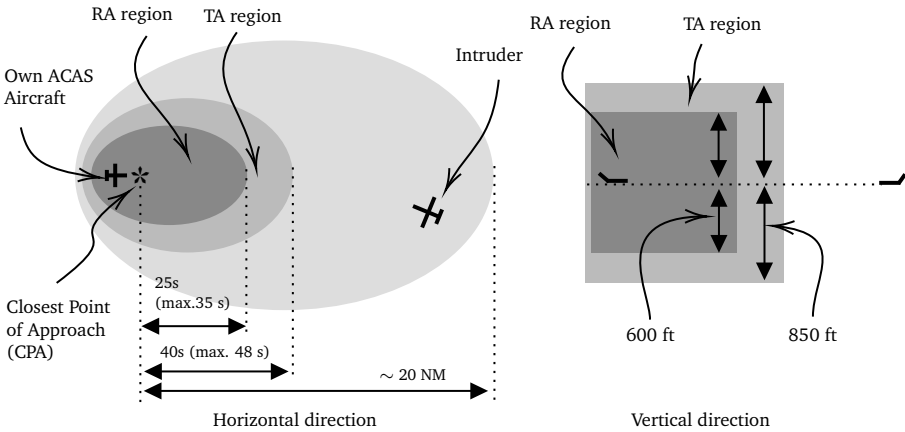 RA region
TA region
Own ACAS
Aircraft
Intruder
25s
(max.35 s)
Closest Point
of Approach
(CPA)
40s (max. 48 s)
∼ 20 NM
Horizontal direction
RA region
TA region
600 ft
850 ft
Vertical direction